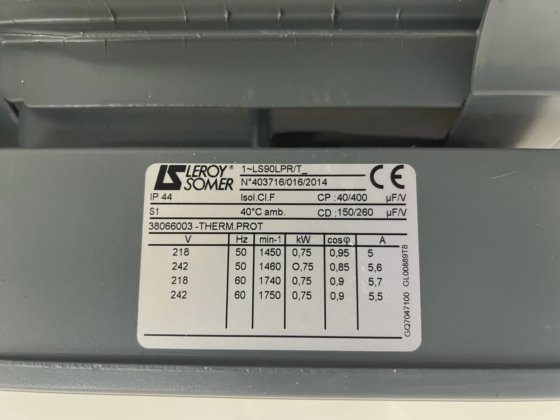 LS LEROY® SOMER
1~LS90LPR/T_
N°403716/016/2014
CE
IP 44 Isol.Cl.F CP : 40/400 µF/V
S1 40°C amb. CD : 150/260 µF/V
38066003 -THERM.PROT
V Hz min-1 kW cosφ A
218 50 1450 0,75 0,95 5
242 50 1460 O,75 0,85 5,6
218 60 1740 0,75 0,9 5,7
242 60 1750 0,75 0,9 5,5
GQ7047100 GL00889T8